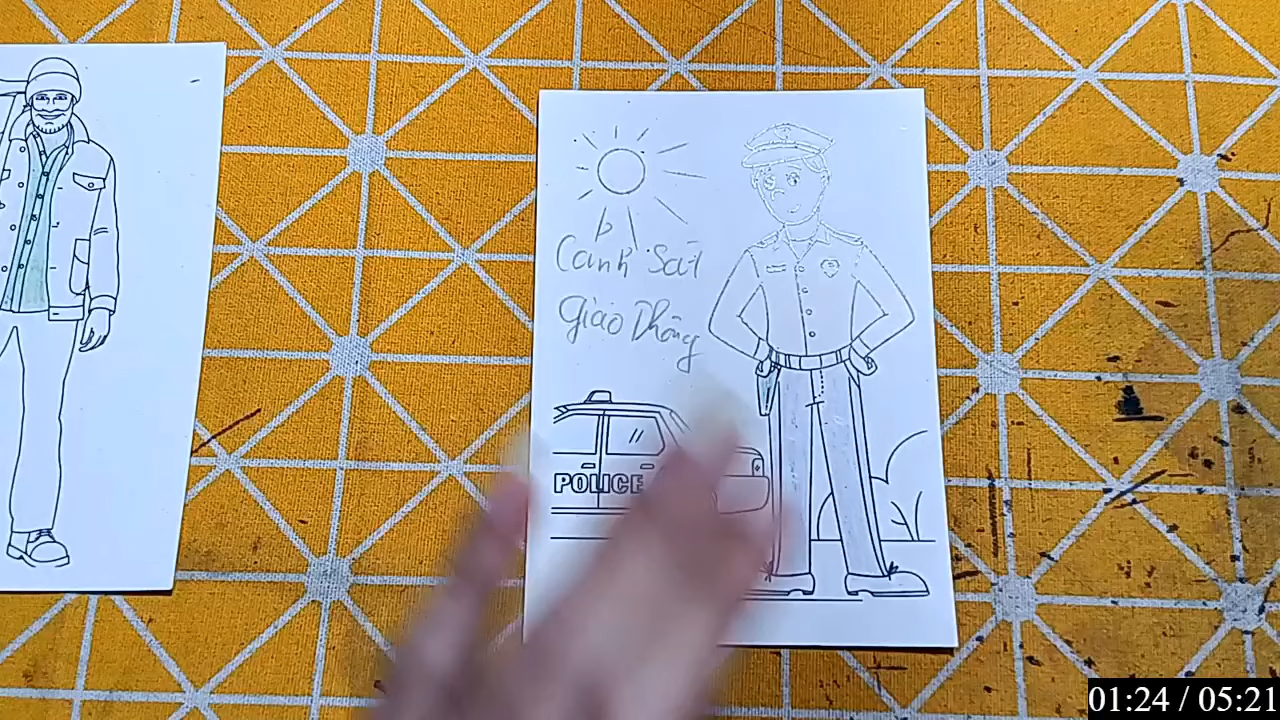 Cảnh Sát
Giao Thông
POLICE
01:24 / 05:21